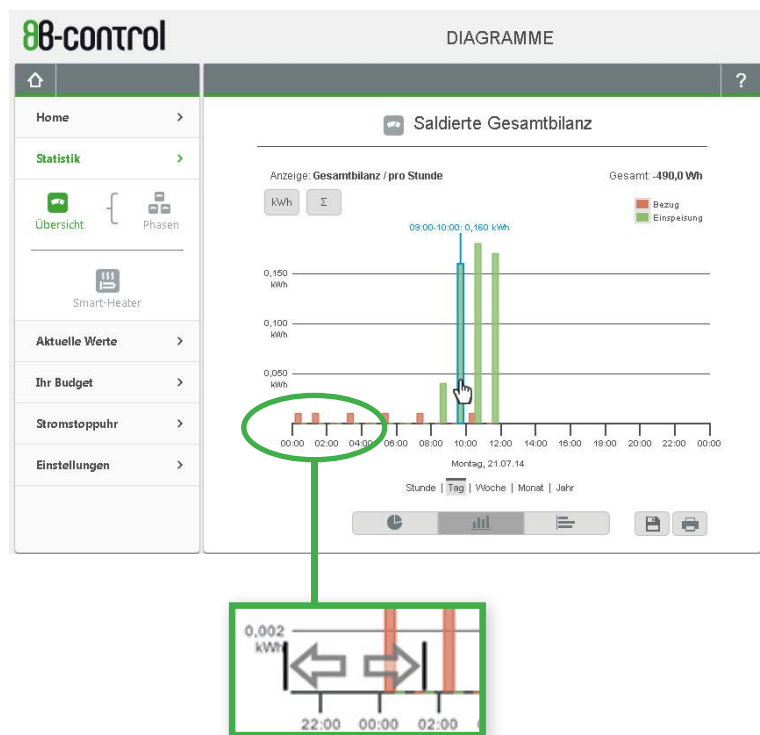 BB-control
DIAGRAMME
?
Home >
Saldierte Gesamtbilanz
Statistik >
Anzeige: Gesamtbilanz / pro Stunde
Gesamt: -490,0 Wh
Übersicht
Phasen
kWh Σ
Bezug
Einspeisung
09:00-10:00: 0,160 kWh
Smart-Heater
0,150
kWh
0,100
kWh
0,050
kWh
Aktuelle Werte >
Ihr Budget >
Stromstoppuhr >
Einstellungen >
00:00 02:00 04:00 06:00 08:00 10:00 12:00 14:00 16:00 18:00 20:00 22:00 00:00
Montag, 21.07.14
Stunde | Tag | Woche | Monat | Jahr
0,002
kWh
22:00 00:00 02:00